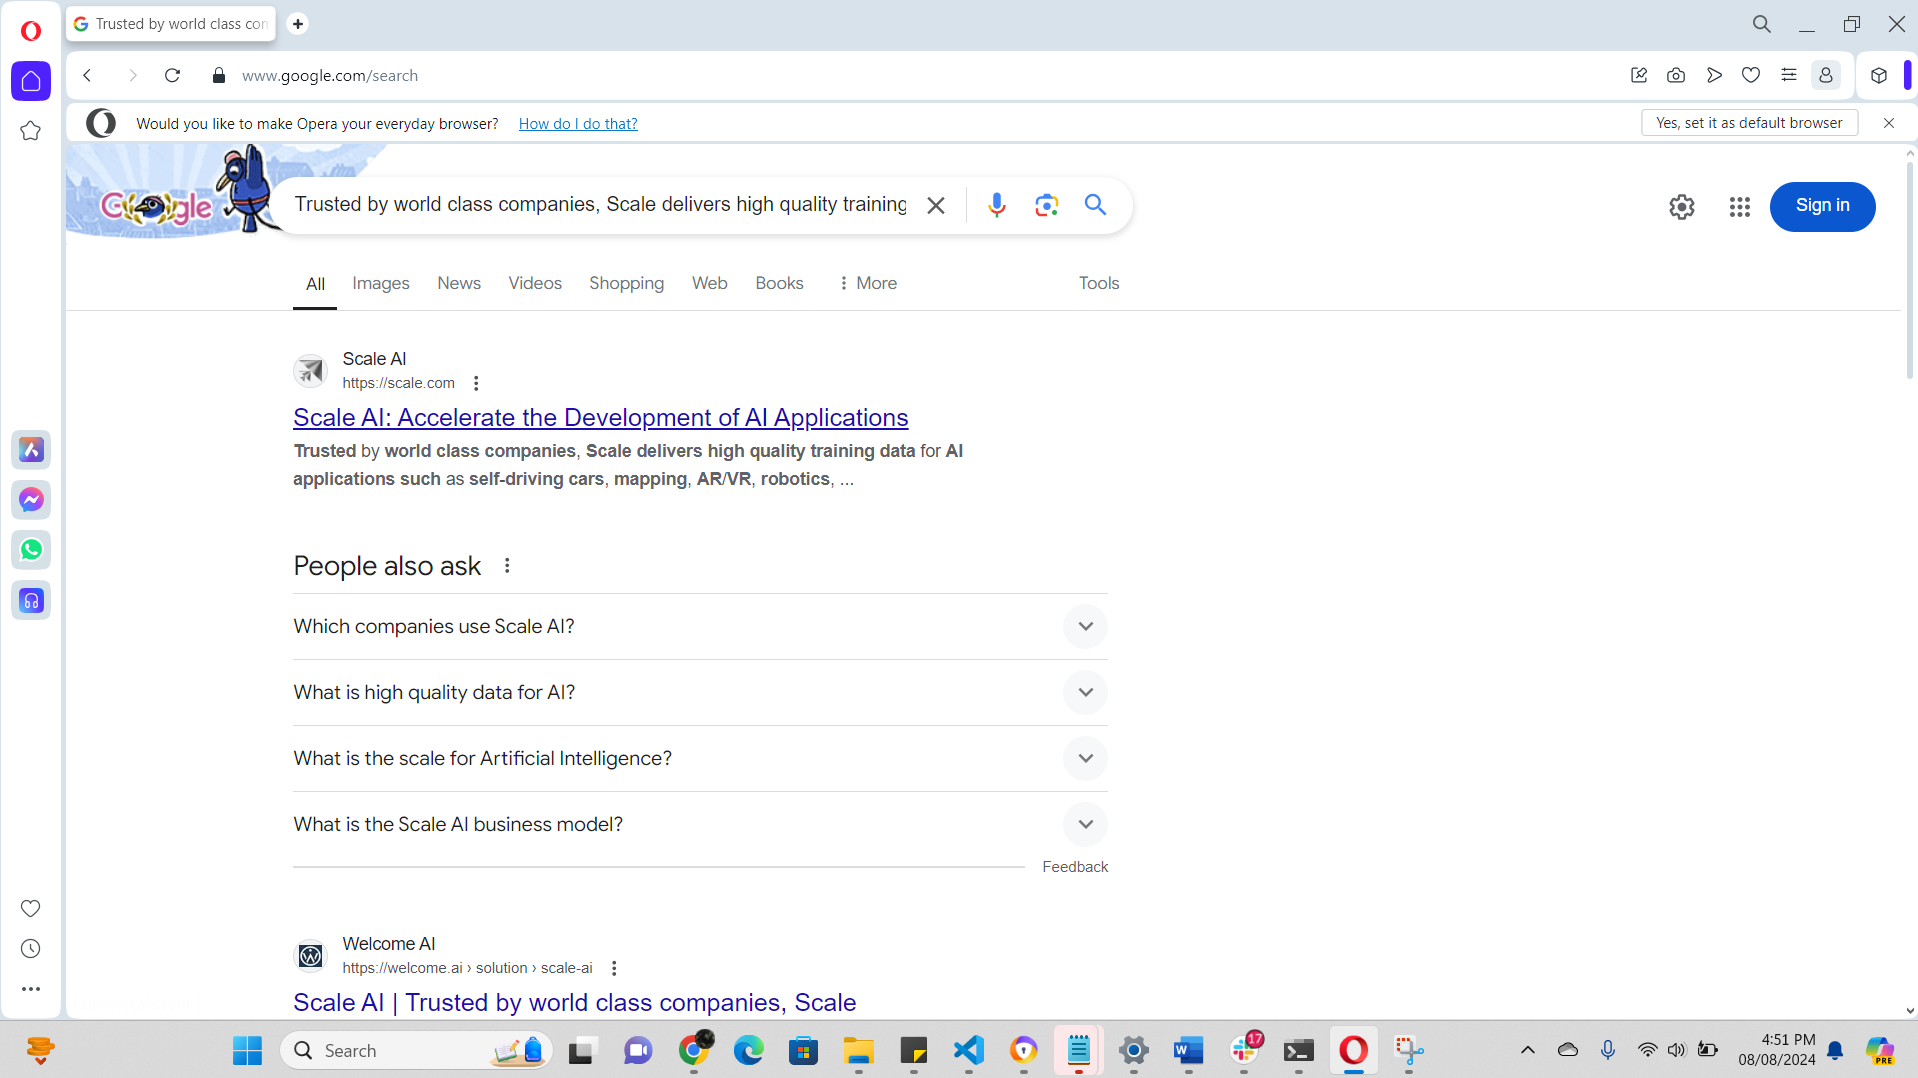 Trusted by world class con
www.google.com/search
Would you like to make Opera your everyday browser? How do I do that?
Yes, set it as default browser
Google
Trusted by world class companies, Scale delivers high quality training
Sign in
All Images News Videos Shopping Web Books More Tools
Scale AI
https://scale.com
Scale AI: Accelerate the Development of AI Applications
Trusted by world class companies, Scale delivers high quality training data for AI
applications such as self-driving cars, mapping, AR/VR, robotics, ...
People also ask
Which companies use Scale AI?
What is high quality data for AI?
What is the scale for Artificial Intelligence?
What is the Scale AI business model?
Feedback
Welcome AI
https://welcome.ai › solution › scale-ai
Scale AI | Trusted by world class companies, Scale
Search
17
4:51 PM
08/08/2024
PRE